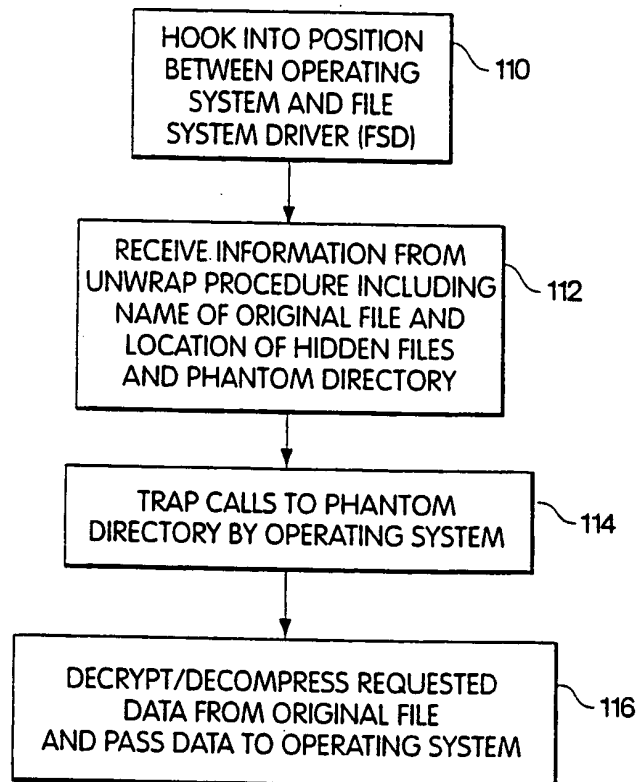 HOOK INTO POSITION
BETWEEN OPERATING
SYSTEM AND FILE
SYSTEM DRIVER (FSD)
110
RECEIVE INFORMATION FROM
UNWRAP PROCEDURE INCLUDING
NAME OF ORIGINAL FILE AND
LOCATION OF HIDDEN FILES
AND PHANTOM DIRECTORY
112
TRAP CALLS TO PHANTOM
DIRECTORY BY OPERATING SYSTEM
114
DECRYPT/DECOMPRESS REQUESTED
DATA FROM ORIGINAL FILE
AND PASS DATA TO OPERATING SYSTEM
116